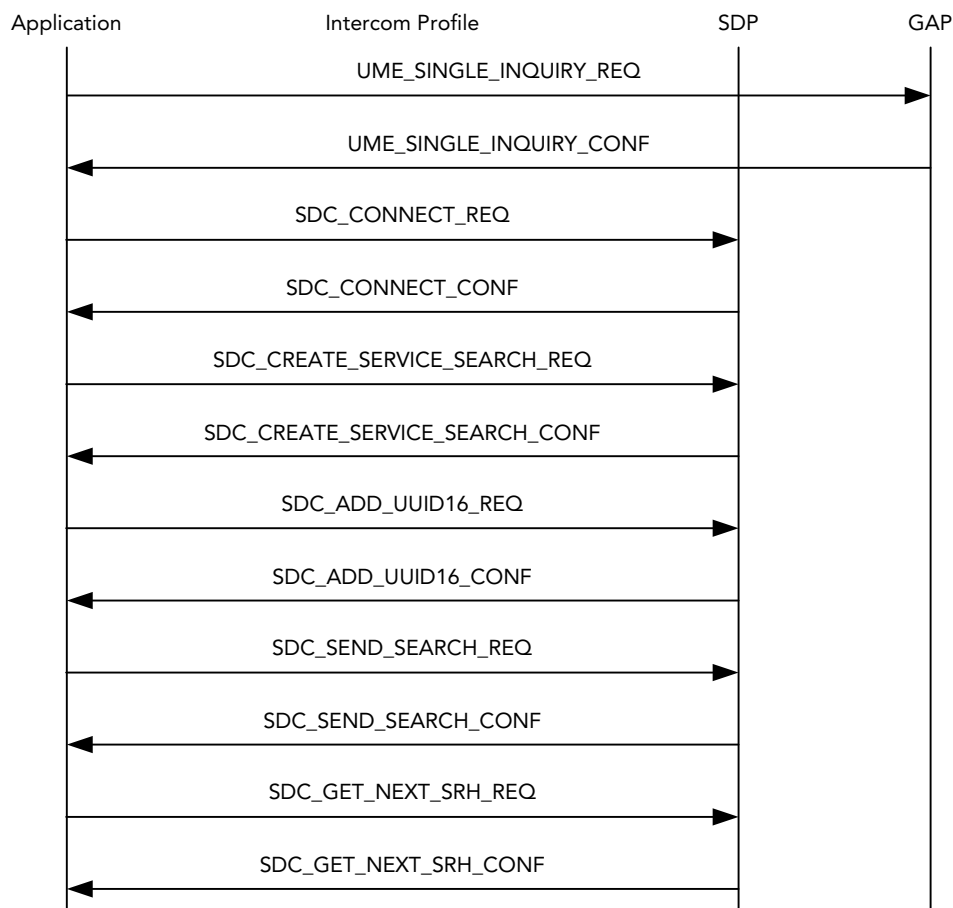 Application Intercom Profile SDP GAP
UME_SINGLE_INQUIRY_REQ
UME_SINGLE_INQUIRY_CONF
SDC_CONNECT_REQ
SDC_CONNECT_CONF
SDC_CREATE_SERVICE_SEARCH_REQ
SDC_CREATE_SERVICE_SEARCH_CONF
SDC_ADD_UUID16_REQ
SDC_ADD_UUID16_CONF
SDC_SEND_SEARCH_REQ
SDC_SEND_SEARCH_CONF
SDC_GET_NEXT_SRH_REQ
SDC_GET_NEXT_SRH_CONF